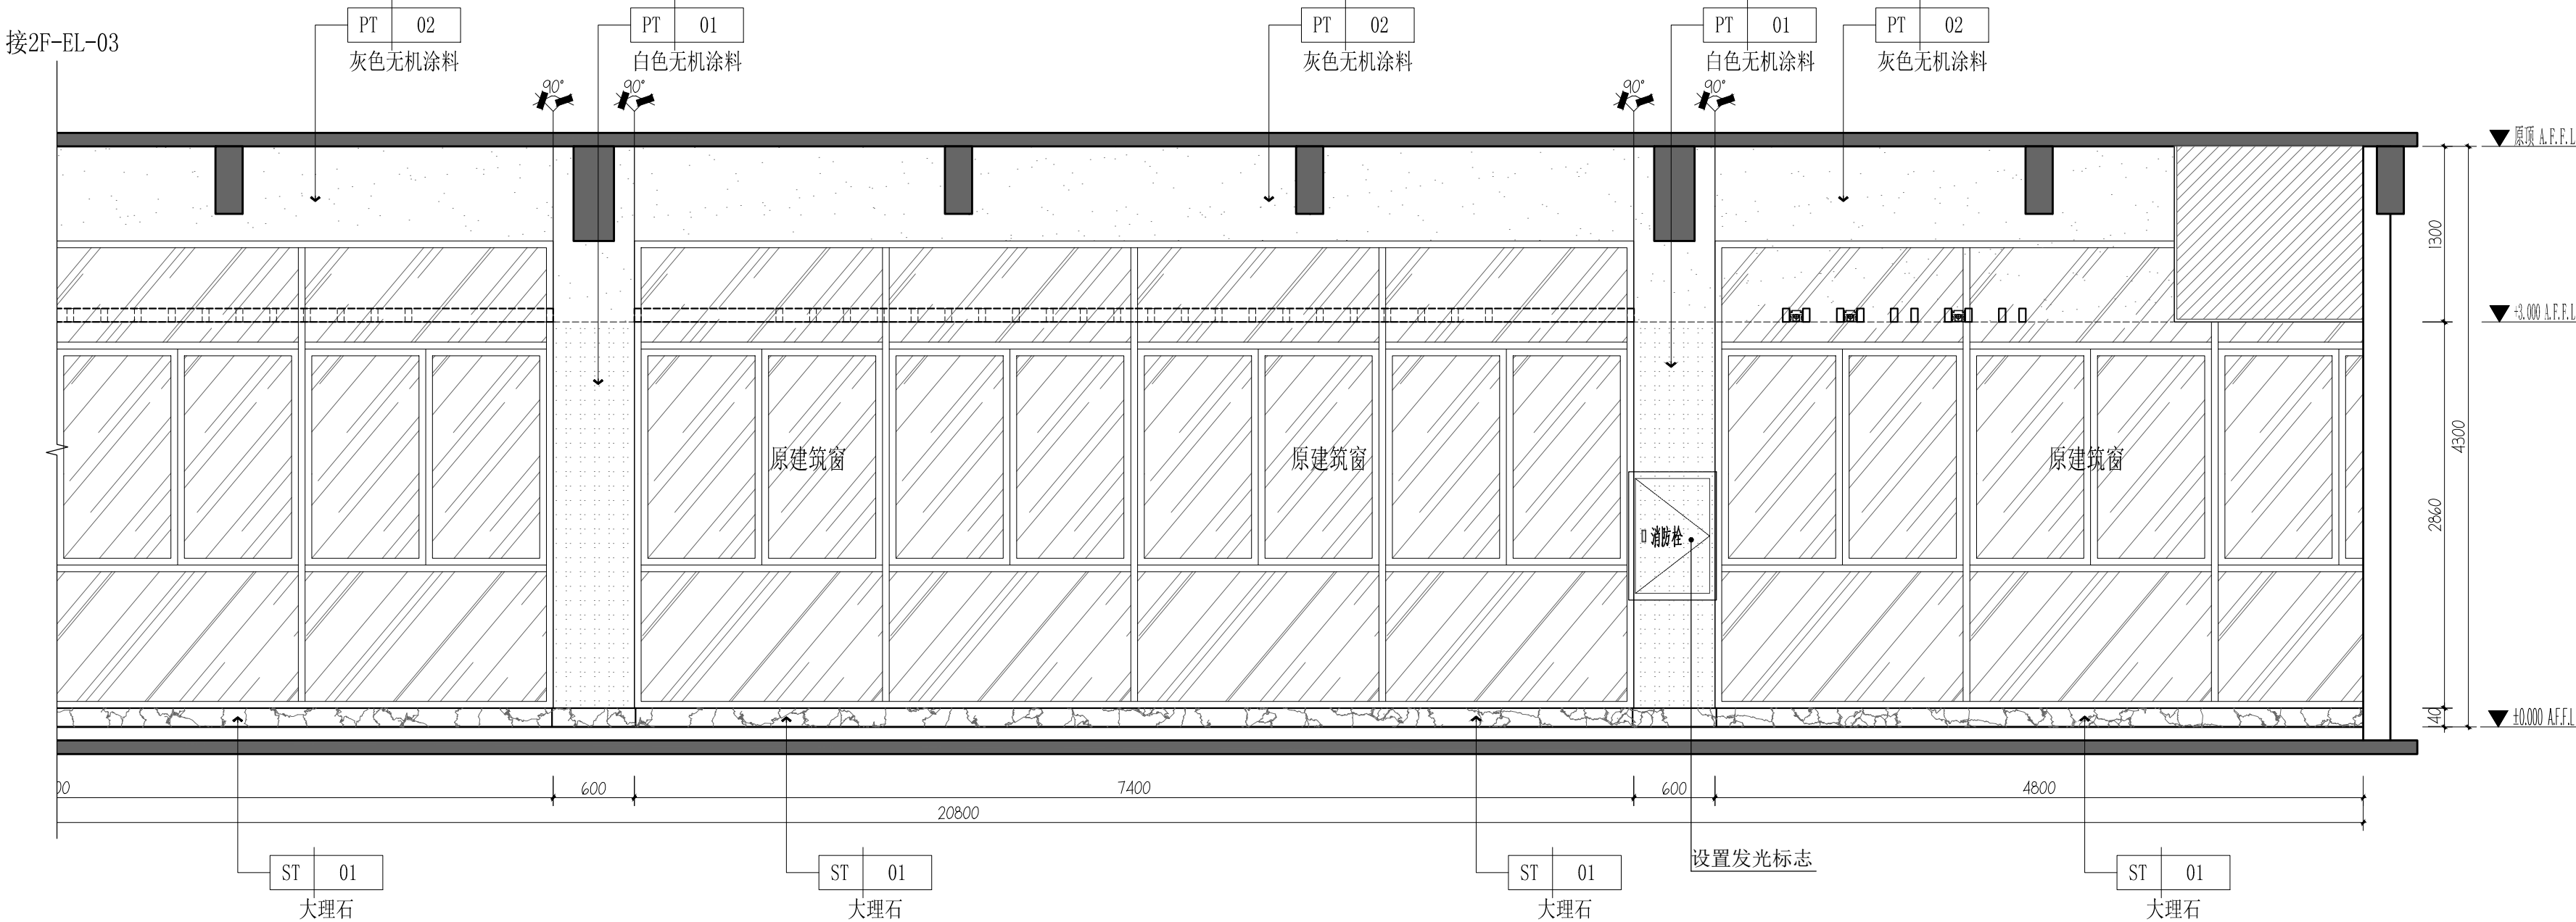 接2F-EL-03
PT 02
灰色无机涂料
PT 01
白色无机涂料
PT 02
灰色无机涂料
PT 01
白色无机涂料
PT 02
灰色无机涂料
90°
90°
90°
90°
原顶 A.F.F.L
1300
+3.000 A.F.F.L
4300
原建筑窗
原建筑窗
原建筑窗
2860
消防栓
140
±0.000 A.F.F.L
600
7400
600
4800
20800
设置发光标志
ST 01
大理石
ST 01
大理石
ST 01
大理石
ST 01
大理石